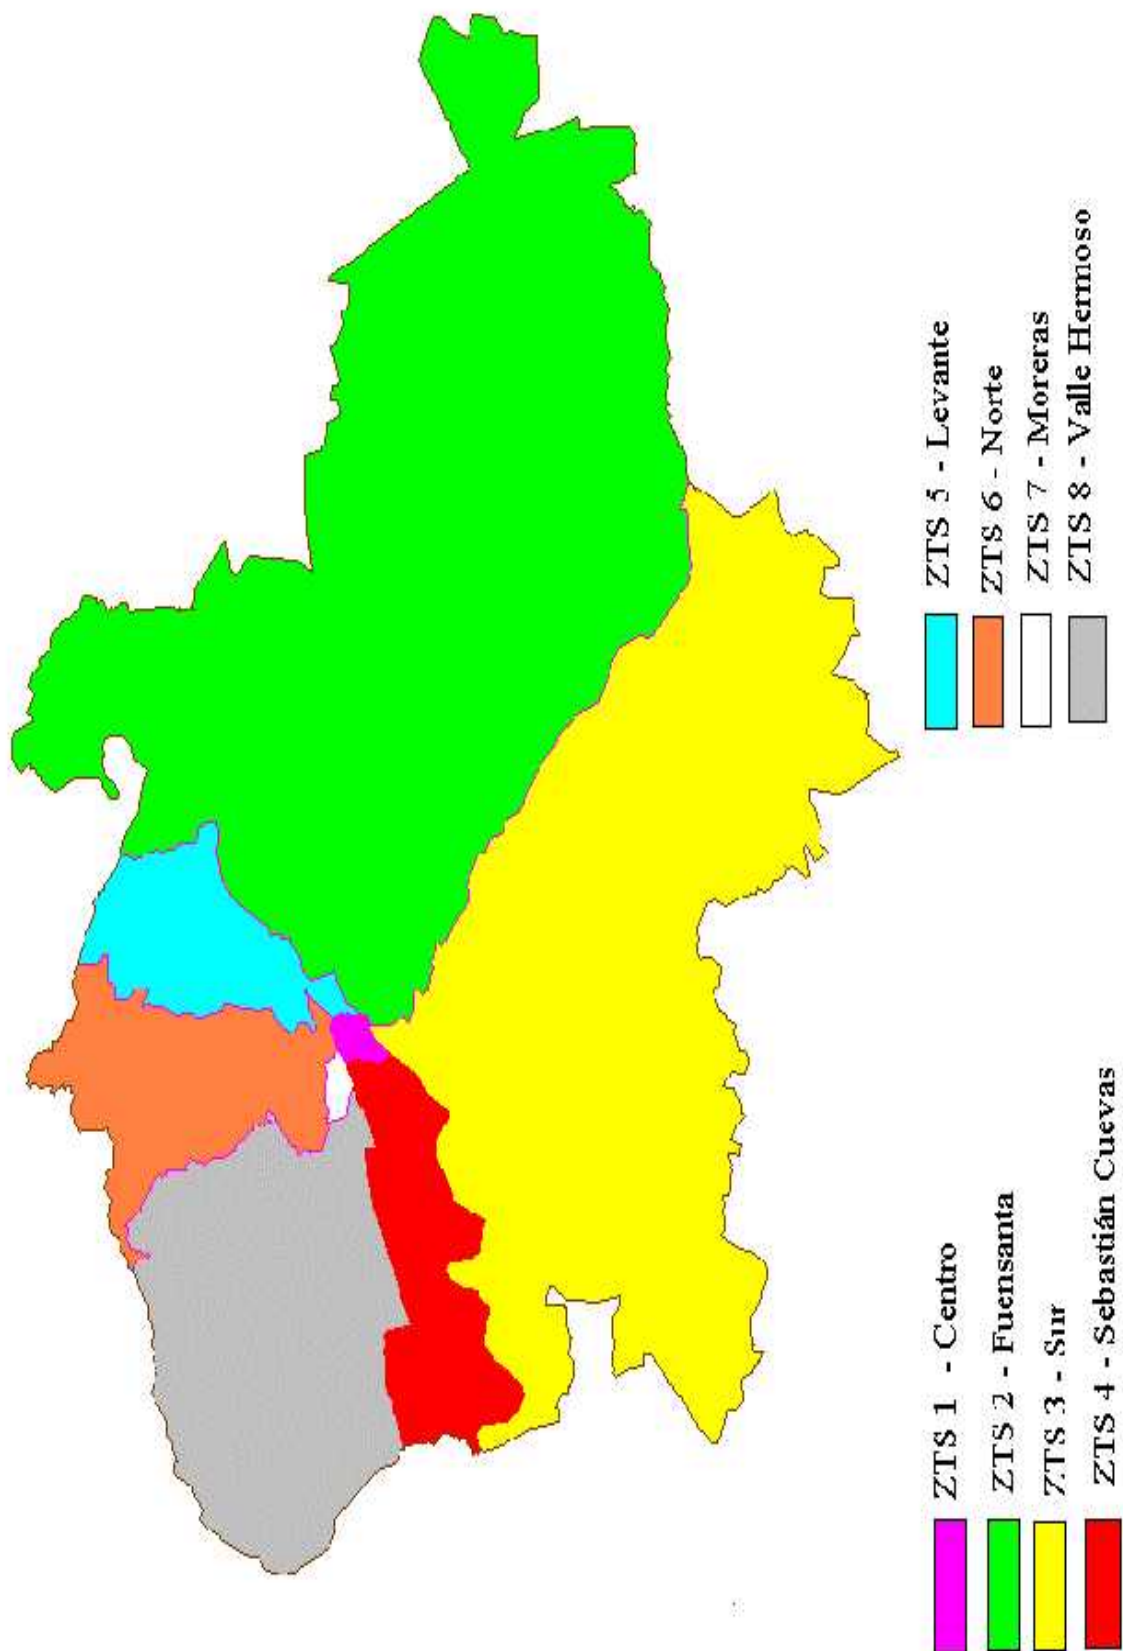 ZTS 1 - Centro
ZTS 2 - Fuensanta
ZTS 3 - Sur
ZTS 4 - Sebastián Cuevas
ZTS 5 - Levante
ZTS 6 - Norte
ZTS 7 - Moreras
ZTS 8 - Valle Hermoso